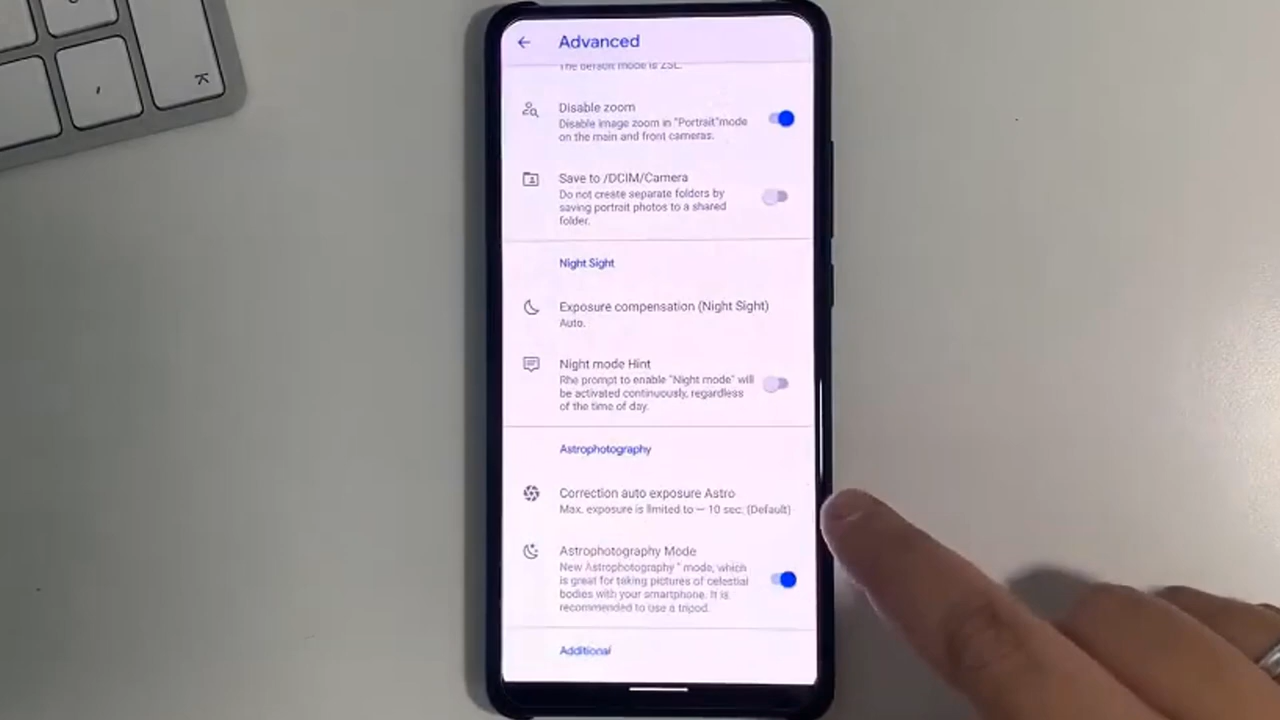 Advanced
The default mode is ZSL.
Disable zoom
Disable image zoom in "Portrait"mode
on the main and front cameras.
Save to /DCIM/Camera
Do not create separate folders by
saving portrait photos to a shared
folder.
Night Sight
Exposure compensation (Night Sight)
Auto.
Night mode Hint
Rhe prompt to enable "Night mode" will
be activated continuously, regardless
of the time of day.
Astrophotography
Correction auto exposure Astro
Max. exposure is limited to ~ 10 sec. (Default)
Astrophotography Mode
New Astrophotography " mode, which
is great for taking pictures of celestial
bodies with your smartphone. It is
recommended to use a tripod.
Additional